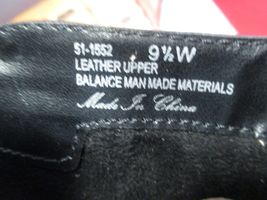 51-1552 9½W
LEATHER UPPER
BALANCE MAN MADE MATERIALS
Made In China